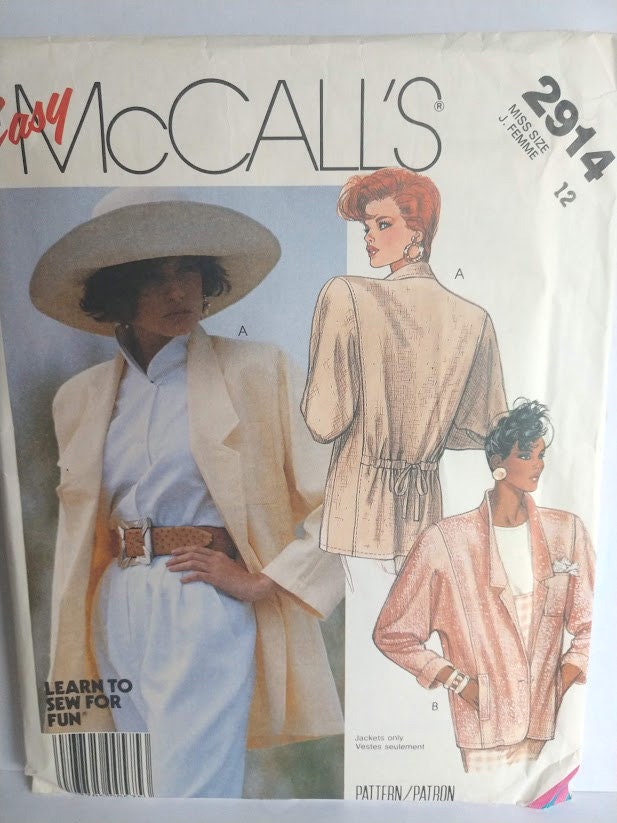 Easy
McCALL'S®
2914
MISS SIZE
J. FEMME
12
A
A
B
LEARN TO
SEW FOR
FUN®
Jackets only
Vestes seulement
PATTERN/PATRON